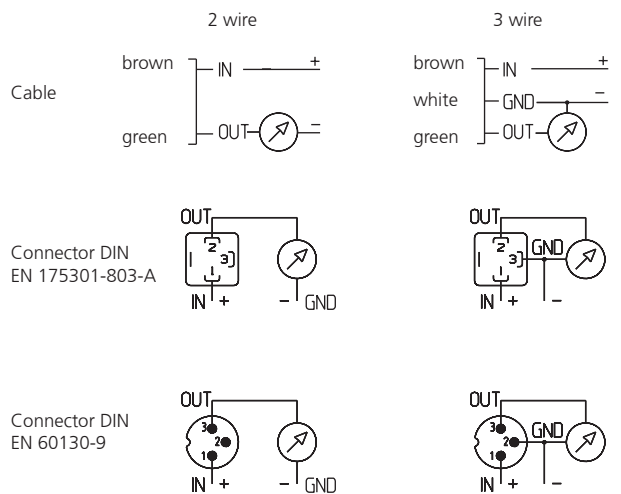 2 wire 3 wire
brown IN – + brown IN +
Cable white GND –
green OUT – green OUT
OUT OUT
2 2
Connector DIN 3 3 GND
EN 175301-803-A 1 1
IN + – GND IN + –
OUT OUT
3 3
Connector DIN 2 2 GND
EN 60130-9 1 1
IN + – GND IN + –